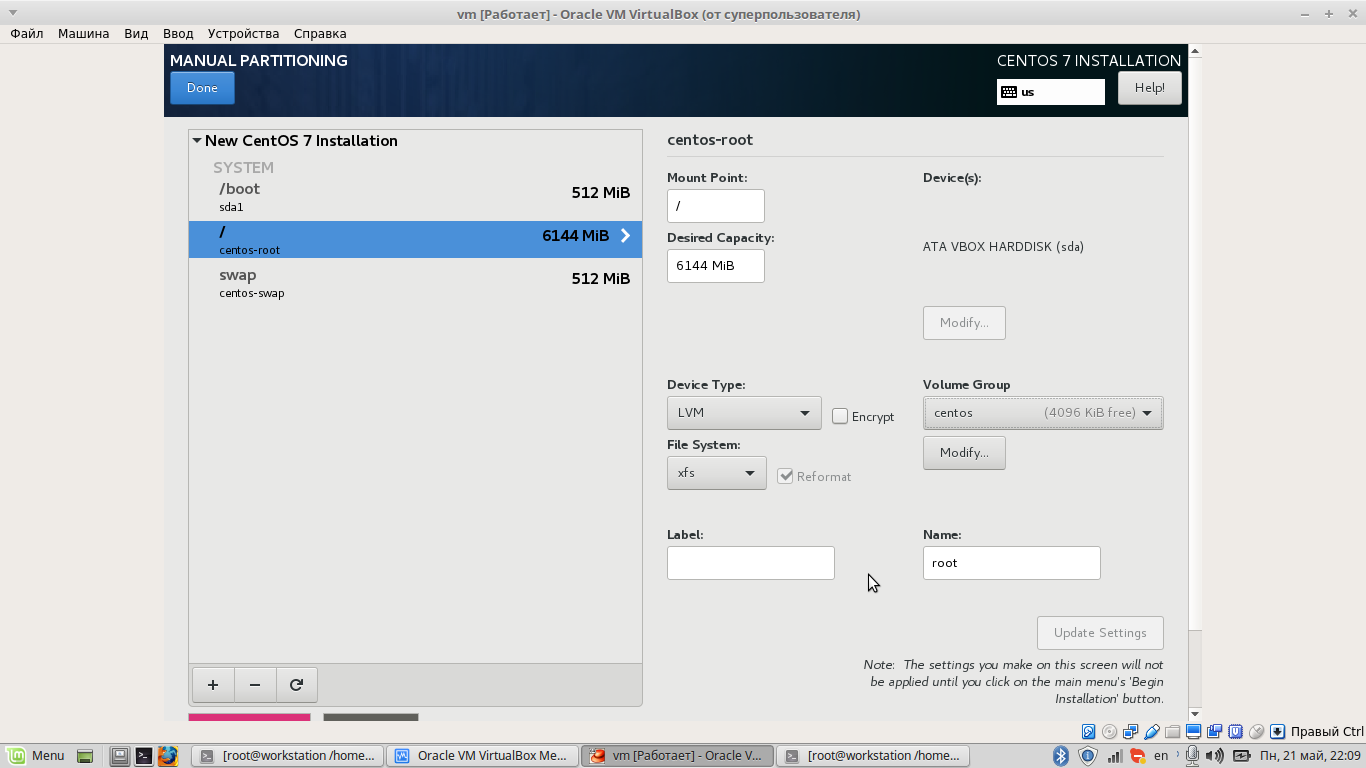 vm [Работает] - Oracle VM VirtualBox (от суперпользователя)
Файл Машина Вид Ввод Устройства Справка
MANUAL PARTITIONING
CENTOS 7 INSTALLATION
Done
us
Help!
New CentOS 7 Installation
SYSTEM
/boot
512 MiB
sda1
/
6144 MiB
centos-root
swap
512 MiB
centos-swap
centos-root
Mount Point:
/
Desired Capacity:
6144 MiB
Device(s):
ATA VBOX HARDDISK (sda)
Modify...
Device Type:
LVM
Encrypt
Volume Group
centos (4096 KiB free)
Modify...
File System:
xfs
Reformat
Label:
Name:
root
Update Settings
Note: The settings you make on this screen will not
be applied until you click on the main menu's 'Begin
Installation' button.
Правый Ctrl
Menu
[root@workstation /home...
Oracle VM VirtualBox Me...
vm [Работает] - Oracle V...
[root@workstation /home...
en
Пн, 21 май, 22:09